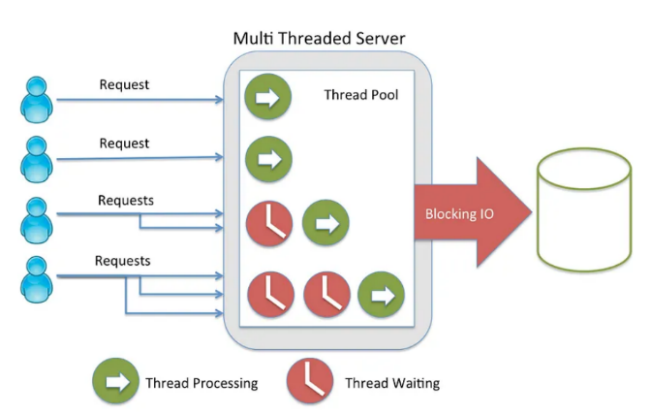 Multi Threaded Server
Request
Thread Pool
Request
Requests
Blocking IO
Requests
Thread Processing
Thread Waiting